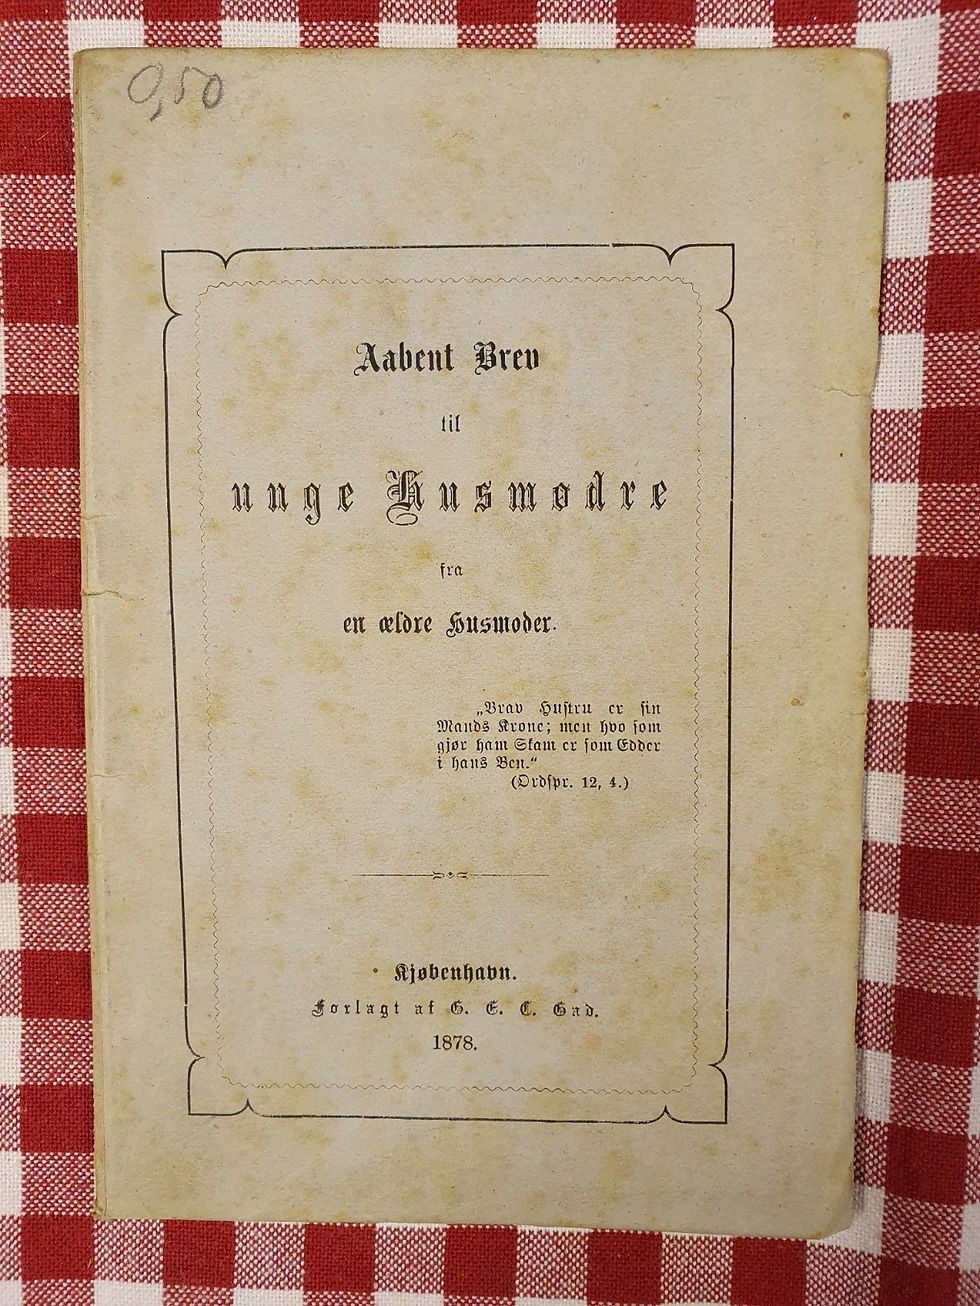 0,50
Aabent Brev
til
unge Husmødre
fra
en ældre Husmoder.
„Brav Hustru er sin
Mands Krone; men hvo som
gjør ham Skam er som Edder
i hans Ben.“
(Ordspr. 12, 4.)
Kjøbenhavn.
Forlagt af G. E. C. Gad.
1878.